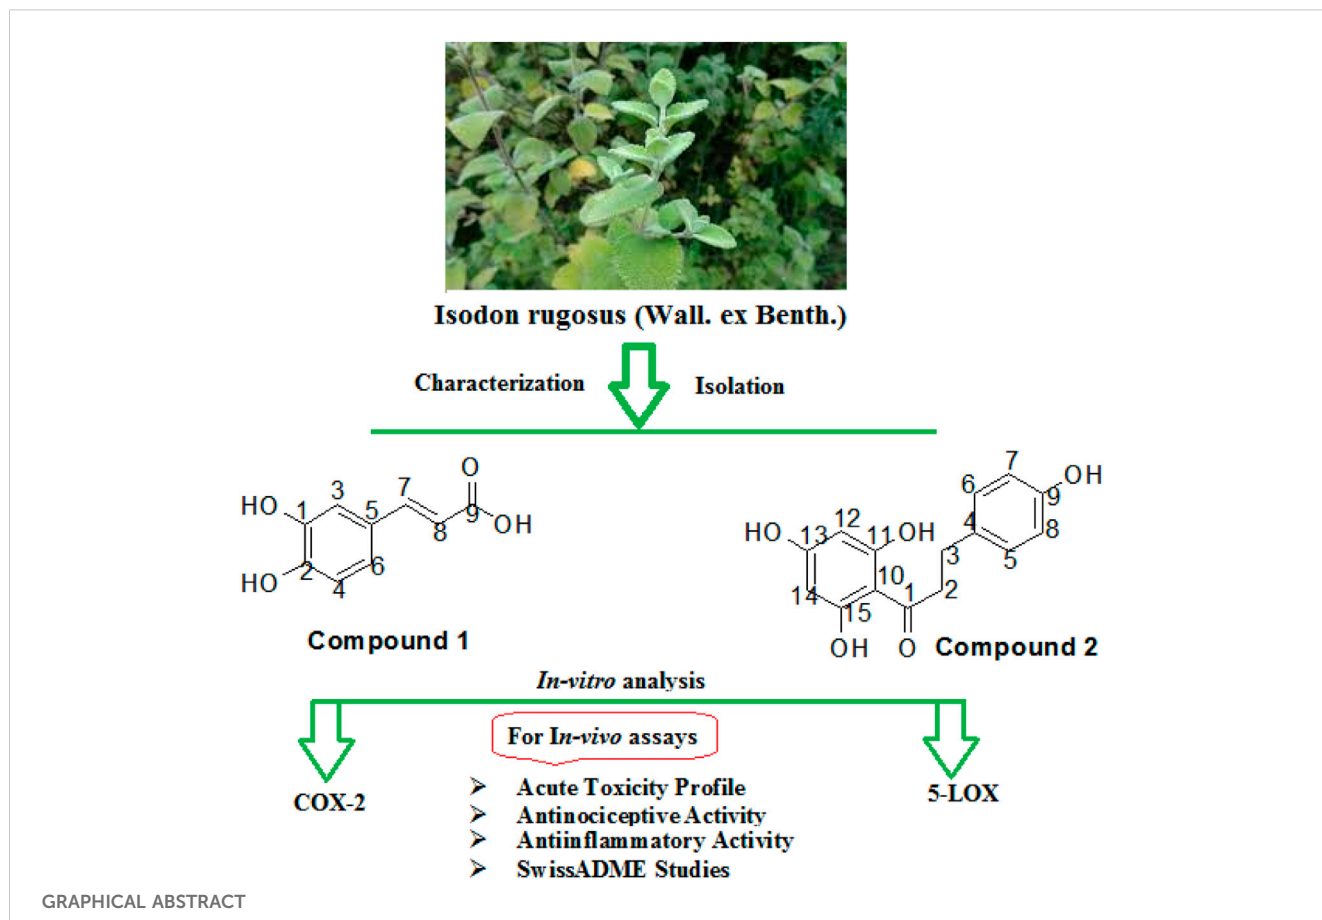 Isodon rugosus (Wall. ex Benth.)
Characterization
Isolation
HO
HO
1
2
3
4
5
6
7
8
9
O
OH
Compound 1
HO
13
12
11
OH
10
14
15
OH
1
O
2
3
4
5
6
7
8
9
OH
Compound 2
In-vitro analysis
For In-vivo assays
COX-2
5-LOX
➢ Acute Toxicity Profile
➢ Antinociceptive Activity
➢ Antiinflammatory Activity
➢ SwissADME Studies
GRAPHICAL ABSTRACT